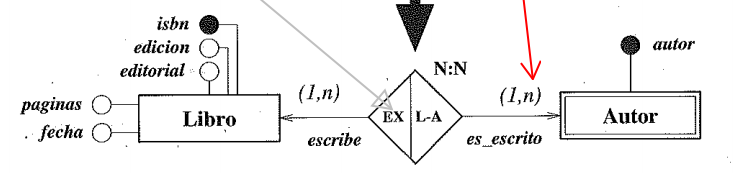 isbn
edicion
editorial
paginas
fecha
Libro
(1,n)
escribe
N:N
EX L-A
(1,n)
es_escrito
autor
Autor